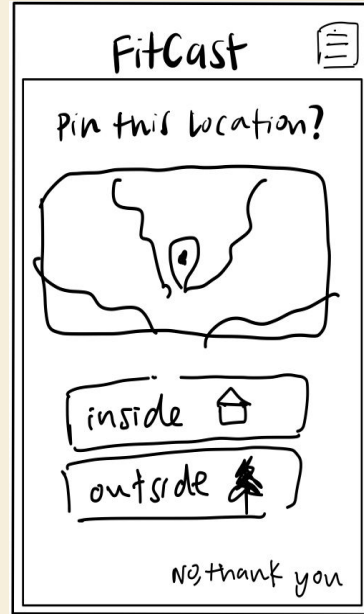 FitCast
Pin this location?
inside
outside
No, thank you